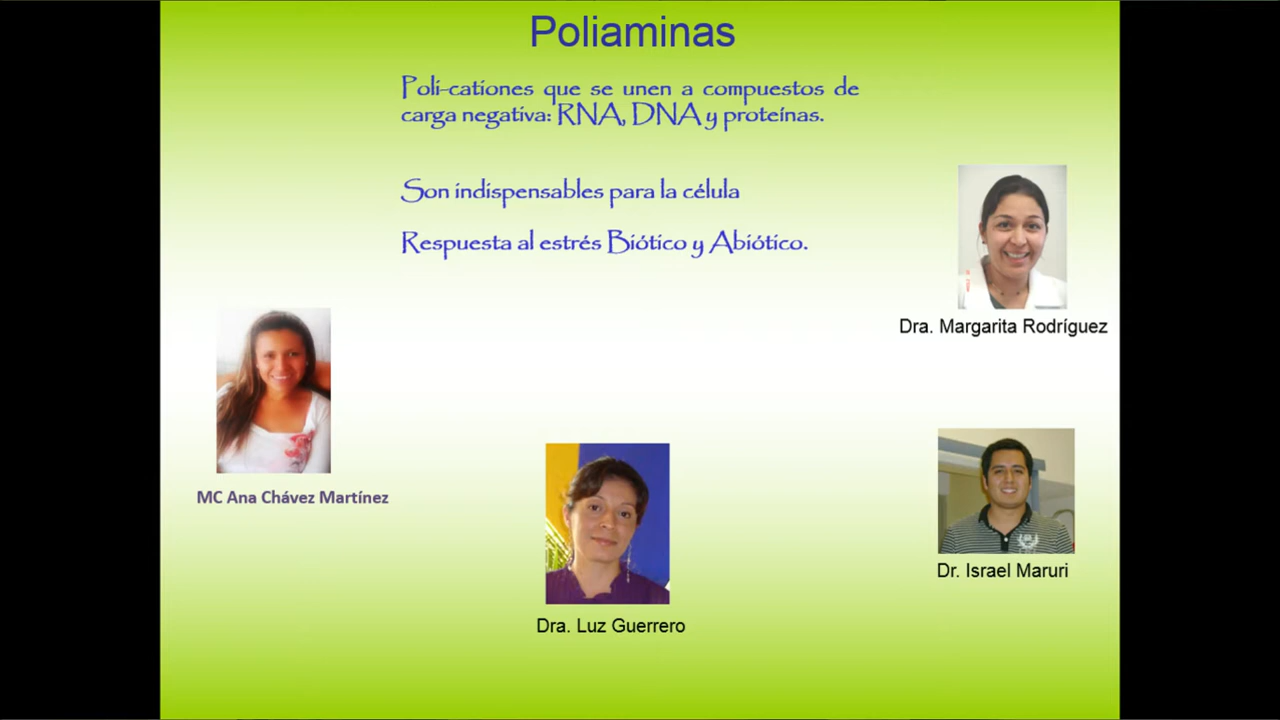 Poliaminas
Poli-cationes que se unen a compuestos de
carga negativa: RNA, DNA y proteínas.
Son indispensables para la célula
Respuesta al estrés Biótico y Abiótico.
Dra. Margarita Rodríguez
MC Ana Chávez Martínez
Dr. Israel Maruri
Dra. Luz Guerrero